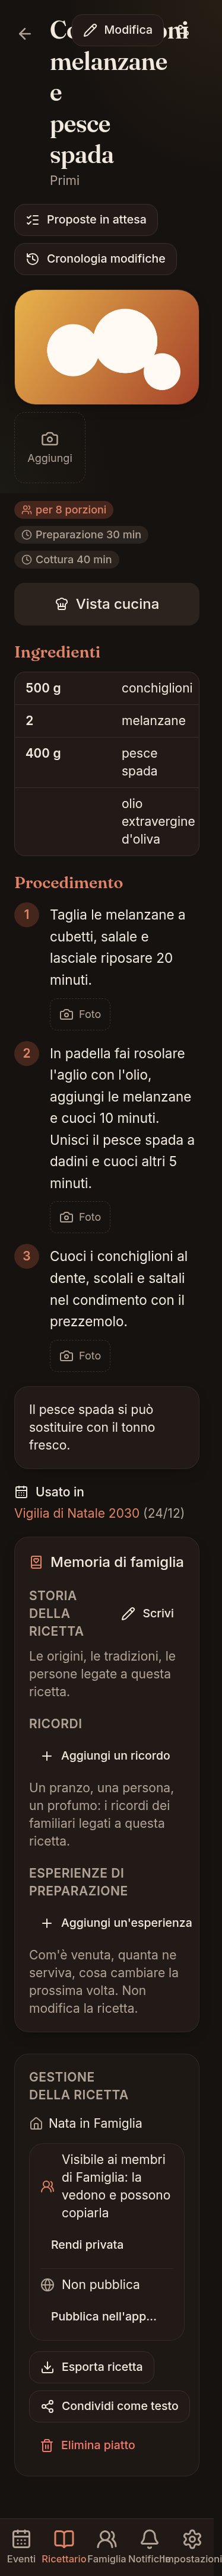 Modifica
melanzane
e
pesce
spada
Primi
Proposte in attesa
Cronologia modifiche
Aggiungi
per 8 porzioni
Preparazione 30 min
Cottura 40 min
Vista cucina
Ingredienti
500 g conchiglioni
2 melanzane
400 g pesce
spada
olio
extravergine
d'oliva
Procedimento
1 Taglia le melanzane a
cubetti, salale e
lasciale riposare 20
minuti.
Foto
2 In padella fai rosolare
l'aglio con l'olio,
aggiungi le melanzane
e cuoci 10 minuti.
Unisci il pesce spada a
dadini e cuoci altri 5
minuti.
Foto
3 Cuoci i conchiglioni al
dente, scolali e saltali
nel condimento con il
prezzemolo.
Foto
Il pesce spada si può
sostituire con il tonno
fresco.
Usato in
Vigilia di Natale 2030 (24/12)
Memoria di famiglia
STORIA
DELLA
RICETTA
Scrivi
Le origini, le tradizioni, le
persone legate a questa
ricetta.
RICORDI
Aggiungi un ricordo
Un pranzo, una persona,
un profumo: i ricordi dei
familiari legati a questa
ricetta.
ESPERIENZE DI
PREPARAZIONE
Aggiungi un'esperienza
Com'è venuta, quanta ne
serviva, cosa cambiare la
prossima volta. Non
modifica la ricetta.
GESTIONE
DELLA RICETTA
Nata in Famiglia
Visibile ai membri
di Famiglia: la
vedono e possono
copiarla
Rendi privata
Non pubblica
Pubblica nell'app...
Esporta ricetta
Condividi come testo
Elimina piatto
Eventi Ricettario Famiglia Notifiche Impostazioni